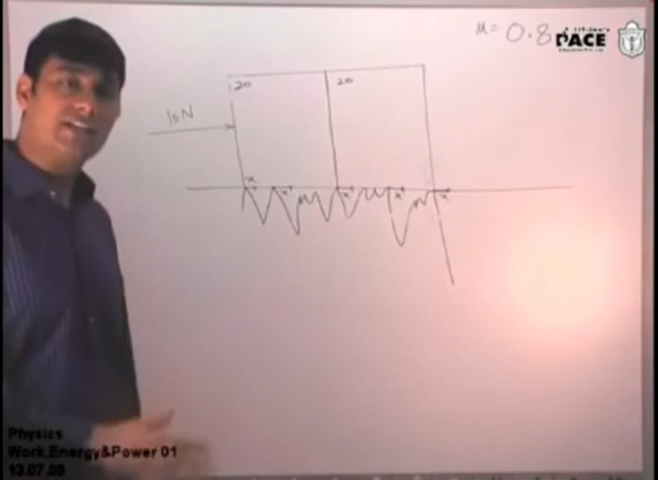 μ = 0.8
PACE
20
20
10N
x
x
x
x
x
Physics
Work,Energy&Power 01
13.07.09